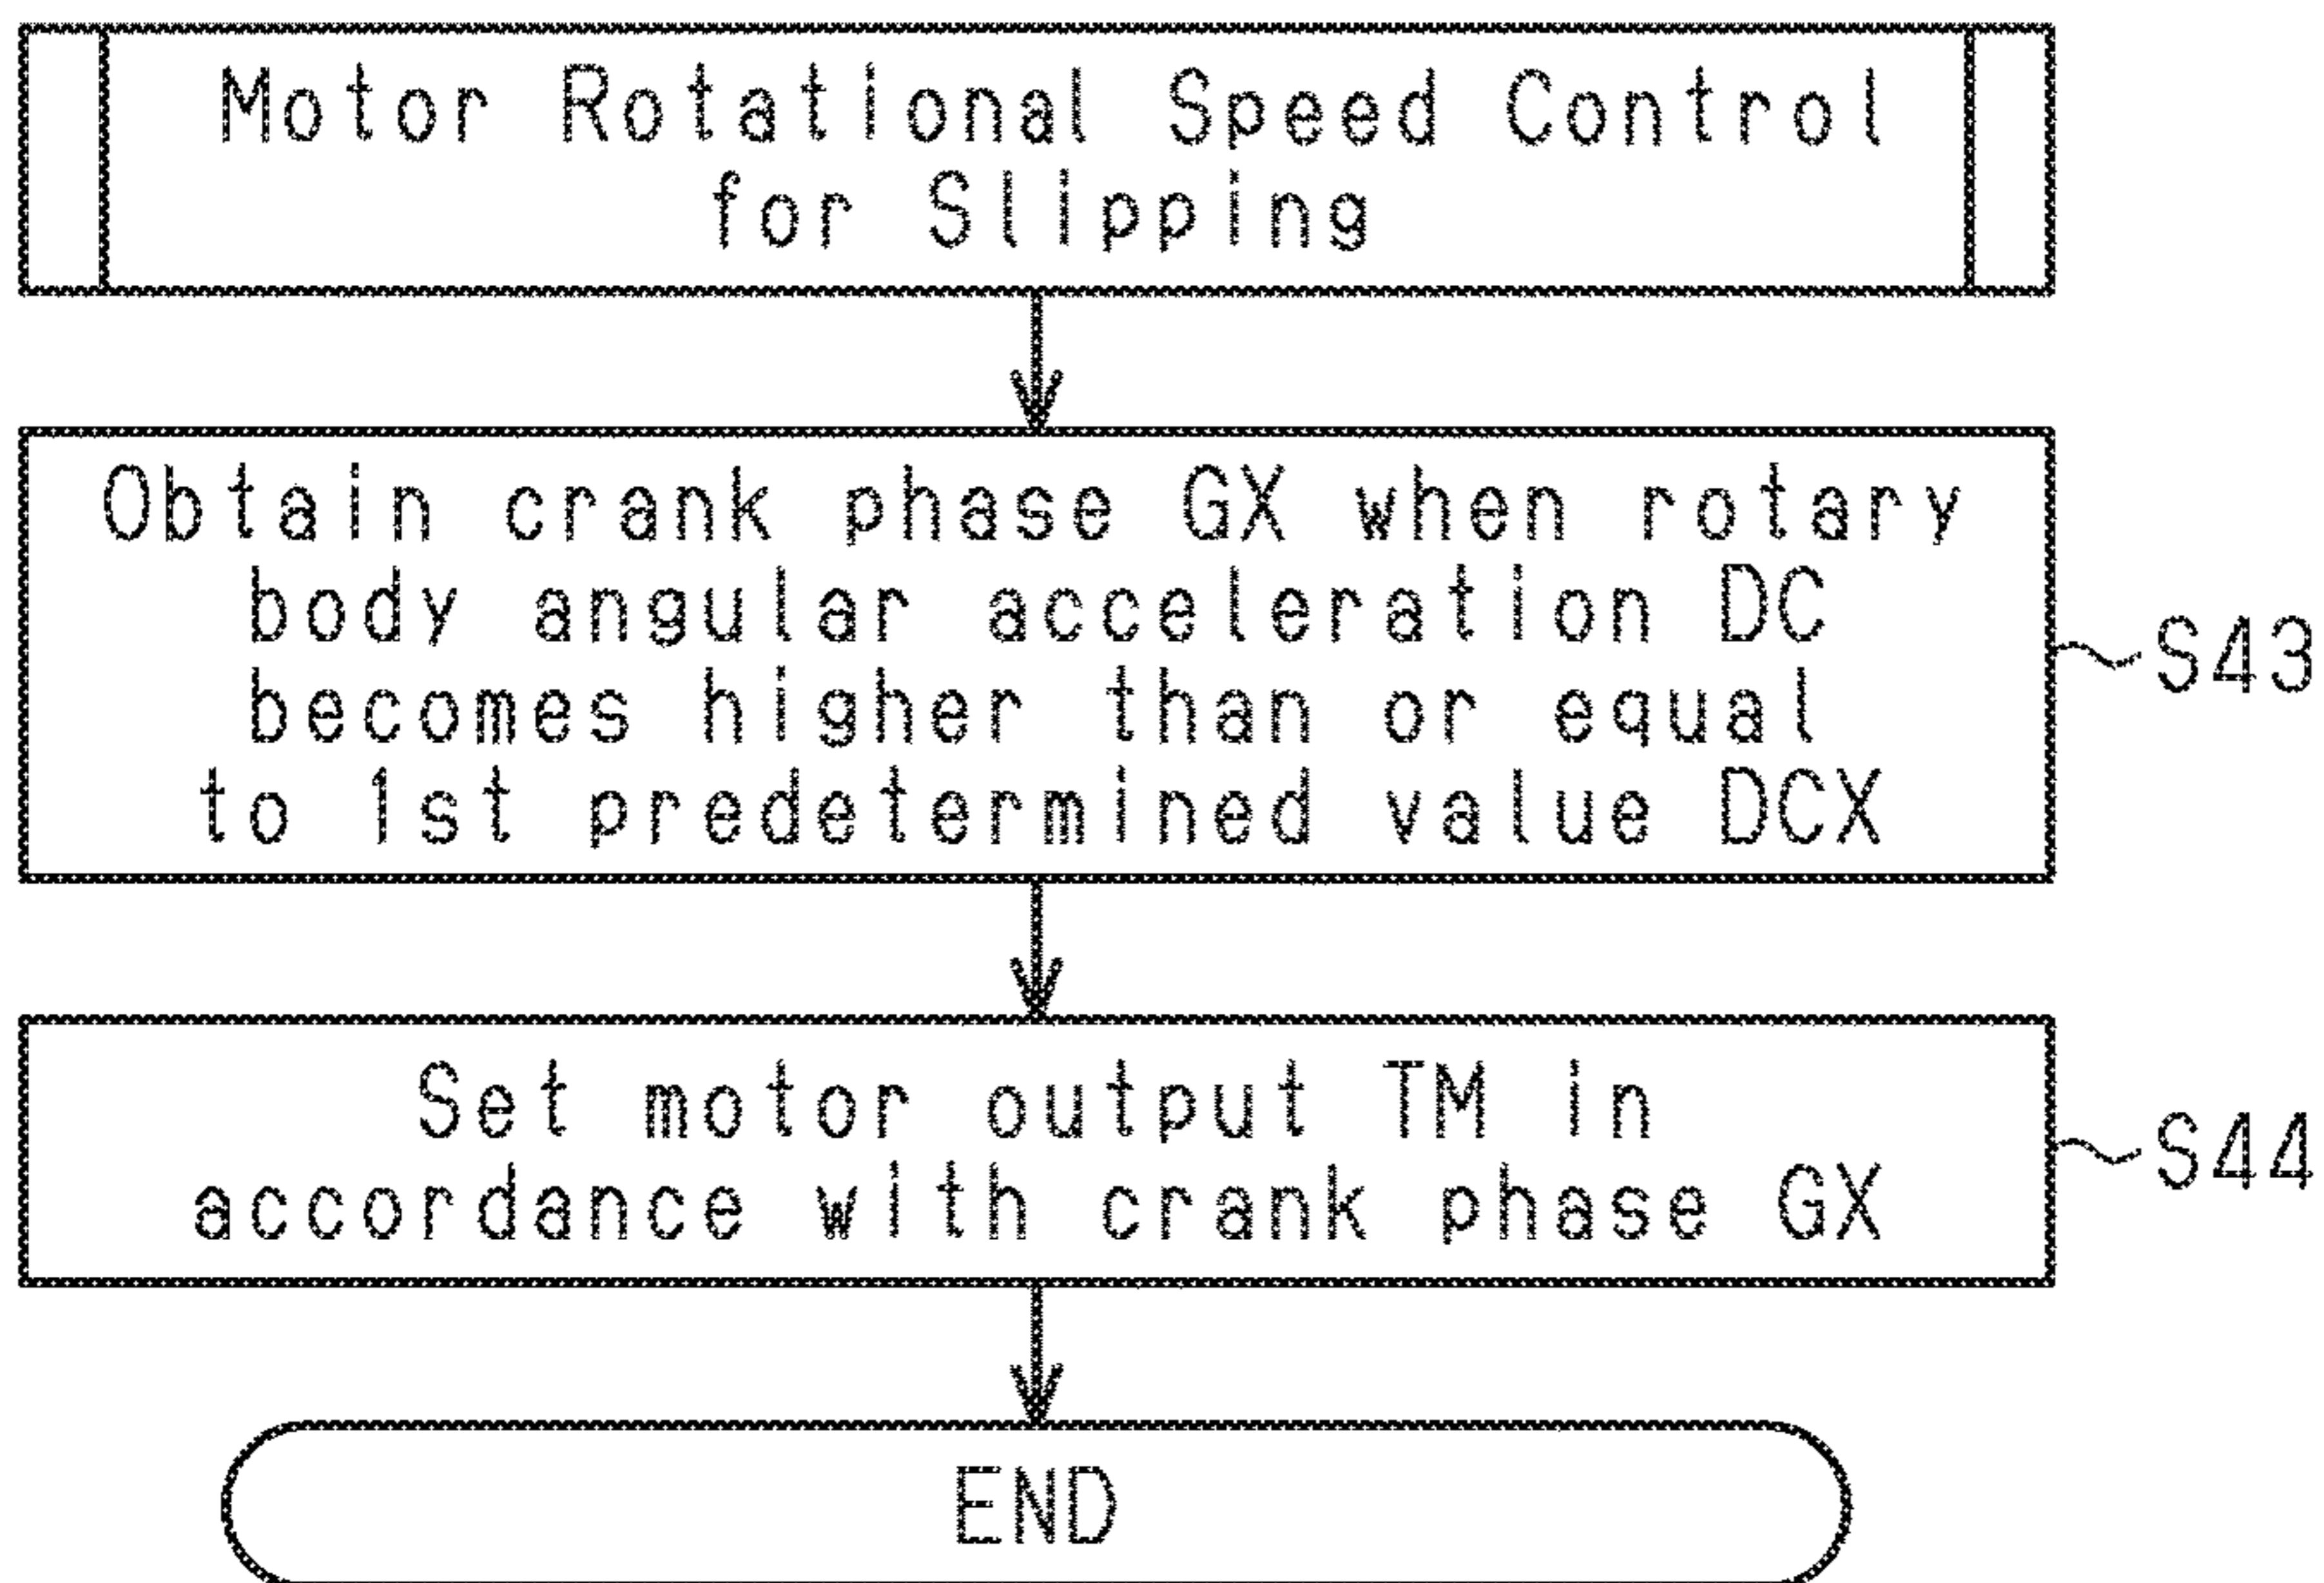 Motor Rotational Speed Control
for Slipping
Obtain crank phase GX when rotary
body angular acceleration DC
becomes higher than or equal
to 1st predetermined value DCX
S43
Set motor output TM in
accordance with crank phase GX
S44
END